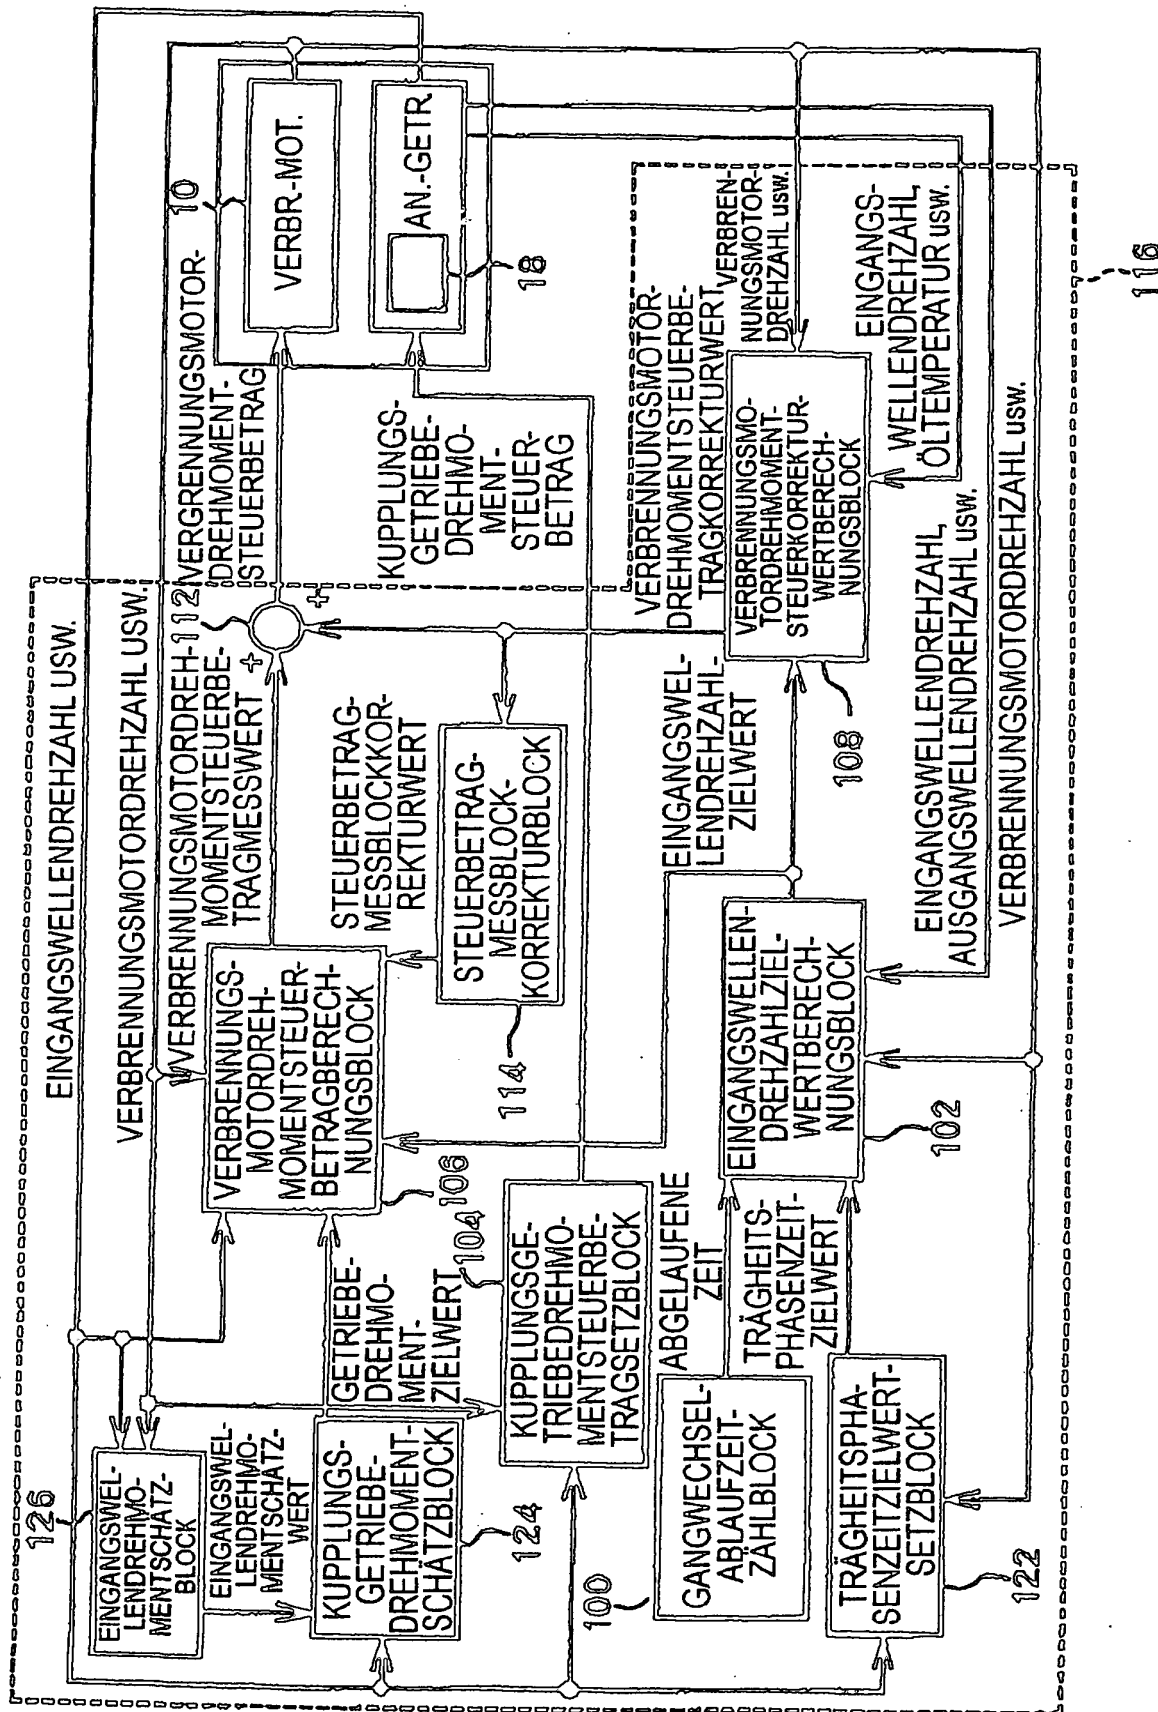 EINGANGSWELLENDREHZAHL USW.
VERBRENNUNGSMOTORDREHZAHL USW.
VERBRENNUNGSMOTORDREH-
MOMENTSTEUERBE-
TRAGMESSWERT
112
+
+
VERGRENNUNGSMOTOR-
DREHMOMENT-
STEUERBETRAG
10
VERBR-MOT.
AN.-GETR.
18
KUPPLUNGS-
GETRIEBE-
DREHMO-
MENT-
STEUER-
BETRAG
126
EINGANGSWEL-
LENDREHMO-
MENTSCHÄTZ-
BLOCK
EINGANGSWEL-
LENDREHMO-
MENTSCHÄTZ-
WERT
KUPPLUNGS-
GETRIEBE-
DREHMOMENT-
SCHÄTZBLOCK
124
GETRIEBE-
DREHMO-
MENT-
ZIELWERT
VERBRENNUNGS-
MOTORDREH-
MOMENTSTEUER-
BETRAGBERECH-
NUNGSBLOCK
106
STEUERBETRAG-
MESSBLOCKKOR-
REKTURWERT
STEUERBETRAG-
MESSBLOCK-
KORREKTURBLOCK
114
104
KUPPLUNGSGE-
TRIEBEDREHMO-
MENTSTEUERBE-
TRAGSETZBLOCK
100
GANGWECHSEL-
ABLAUFZEIT-
ZÄHLBLOCK
ABGELAUFENE
ZEIT
TRÄGHEITS-
PHASENZEIT-
ZIELWERT
TRÄGHEITSPHA-
SENZEITZIELWERT-
SETZBLOCK
122
EINGANGSWELLEN-
DREHZAHLZIEL-
WERTBERECH-
NUNGSBLOCK
102
EINGANGSWEL-
LENDREHZAHL-
ZIELWERT
VERBRENNUNGSMOTOR-
DREHMOMENTSTEUERBE-
TRAGKORREKTURWERT
VERBRENNUNGSMO-
TORDREHMOMENT-
STEUERKORREKTUR-
WERTBERECH-
NUNGSBLOCK
108
VERBREN-
NUNGSMOTOR-
DREHZAHL usw.
EINGANGS-
WELLENDREHZAHL,
ÖLTEMPERATUR usw.
EINGANGSWELLENDREHZAHL,
AUSGANGSWELLENDREHZAHL usw.
VERBRENNUNGSMOTORDREHZAHL usw.
116